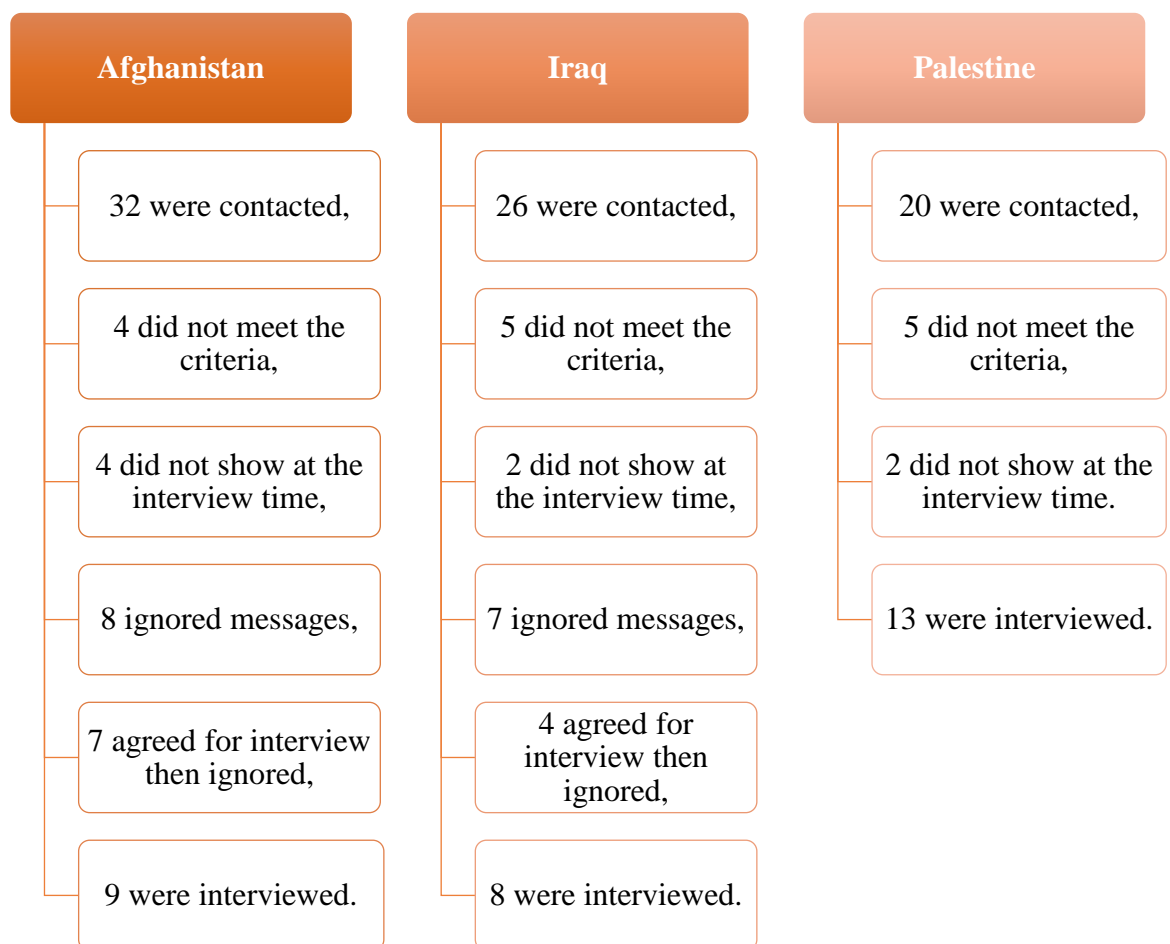 Afghanistan
32 were contacted,
4 did not meet the
criteria,
4 did not show at the
interview time,
8 ignored messages,
7 agreed for interview
then ignored,
9 were interviewed.
Iraq
26 were contacted,
5 did not meet the
criteria,
2 did not show at
the interview time,
7 ignored messages,
4 agreed for
interview then
ignored,
8 were interviewed.
Palestine
20 were contacted,
5 did not meet the
criteria,
2 did not show at the
interview time.
13 were interviewed.